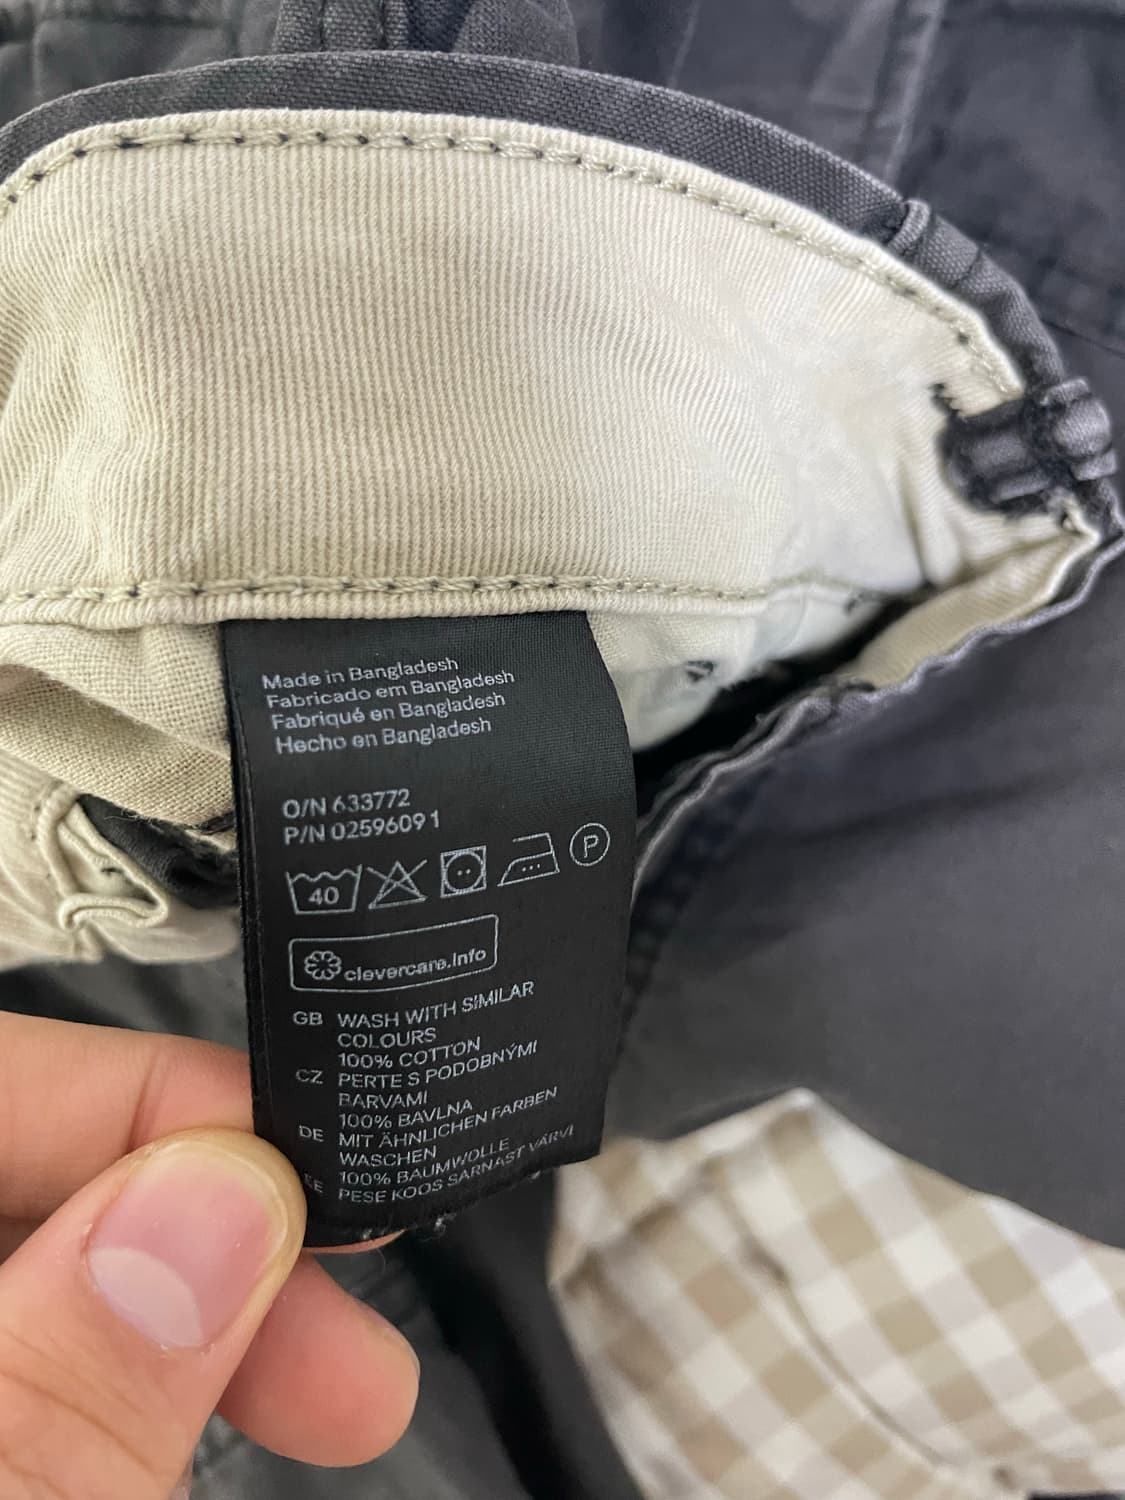 Made in Bangladesh
Fabricado em Bangladesh
Fabriqué en Bangladesh
Hecho en Bangladesh
O/N 633772
P/N 02596091
40
P
clevercare.info
GB WASH WITH SIMILAR
COLOURS
100% COTTON
CZ PERTE S PODOBNÝMI
BARVAMI
100% BAVLNA
DE MIT ÄHNLICHEN FARBEN
WASCHEN
100% BAUMWOLLE
EE PESE KOOS SARNAST VÄRVI